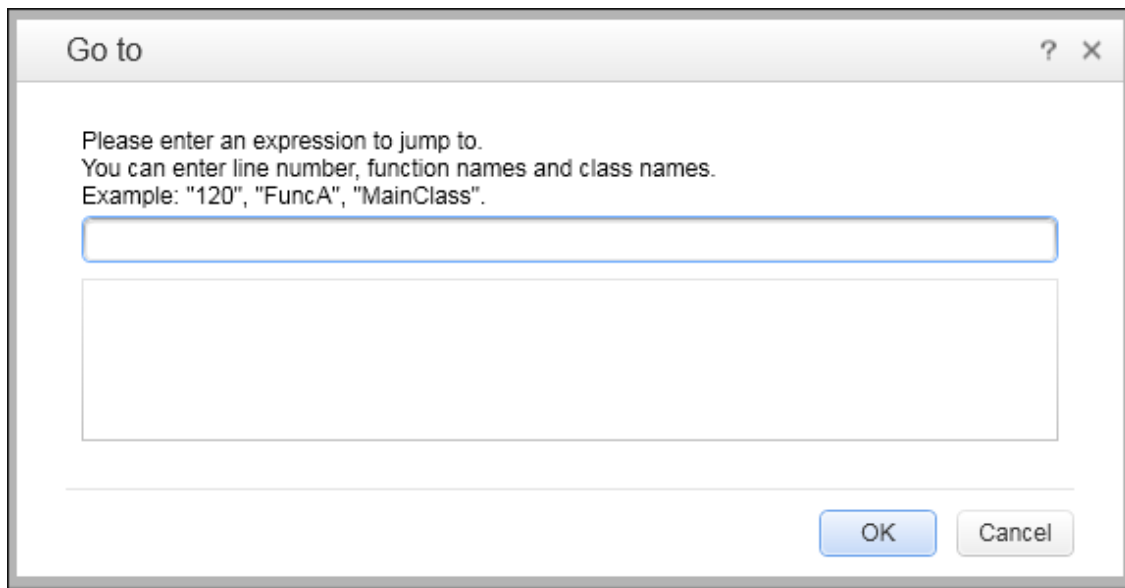 Go to
?
Please enter an expression to jump to.
You can enter line number, function names and class names.
Example: "120", "FuncA", "MainClass".
OK
Cancel